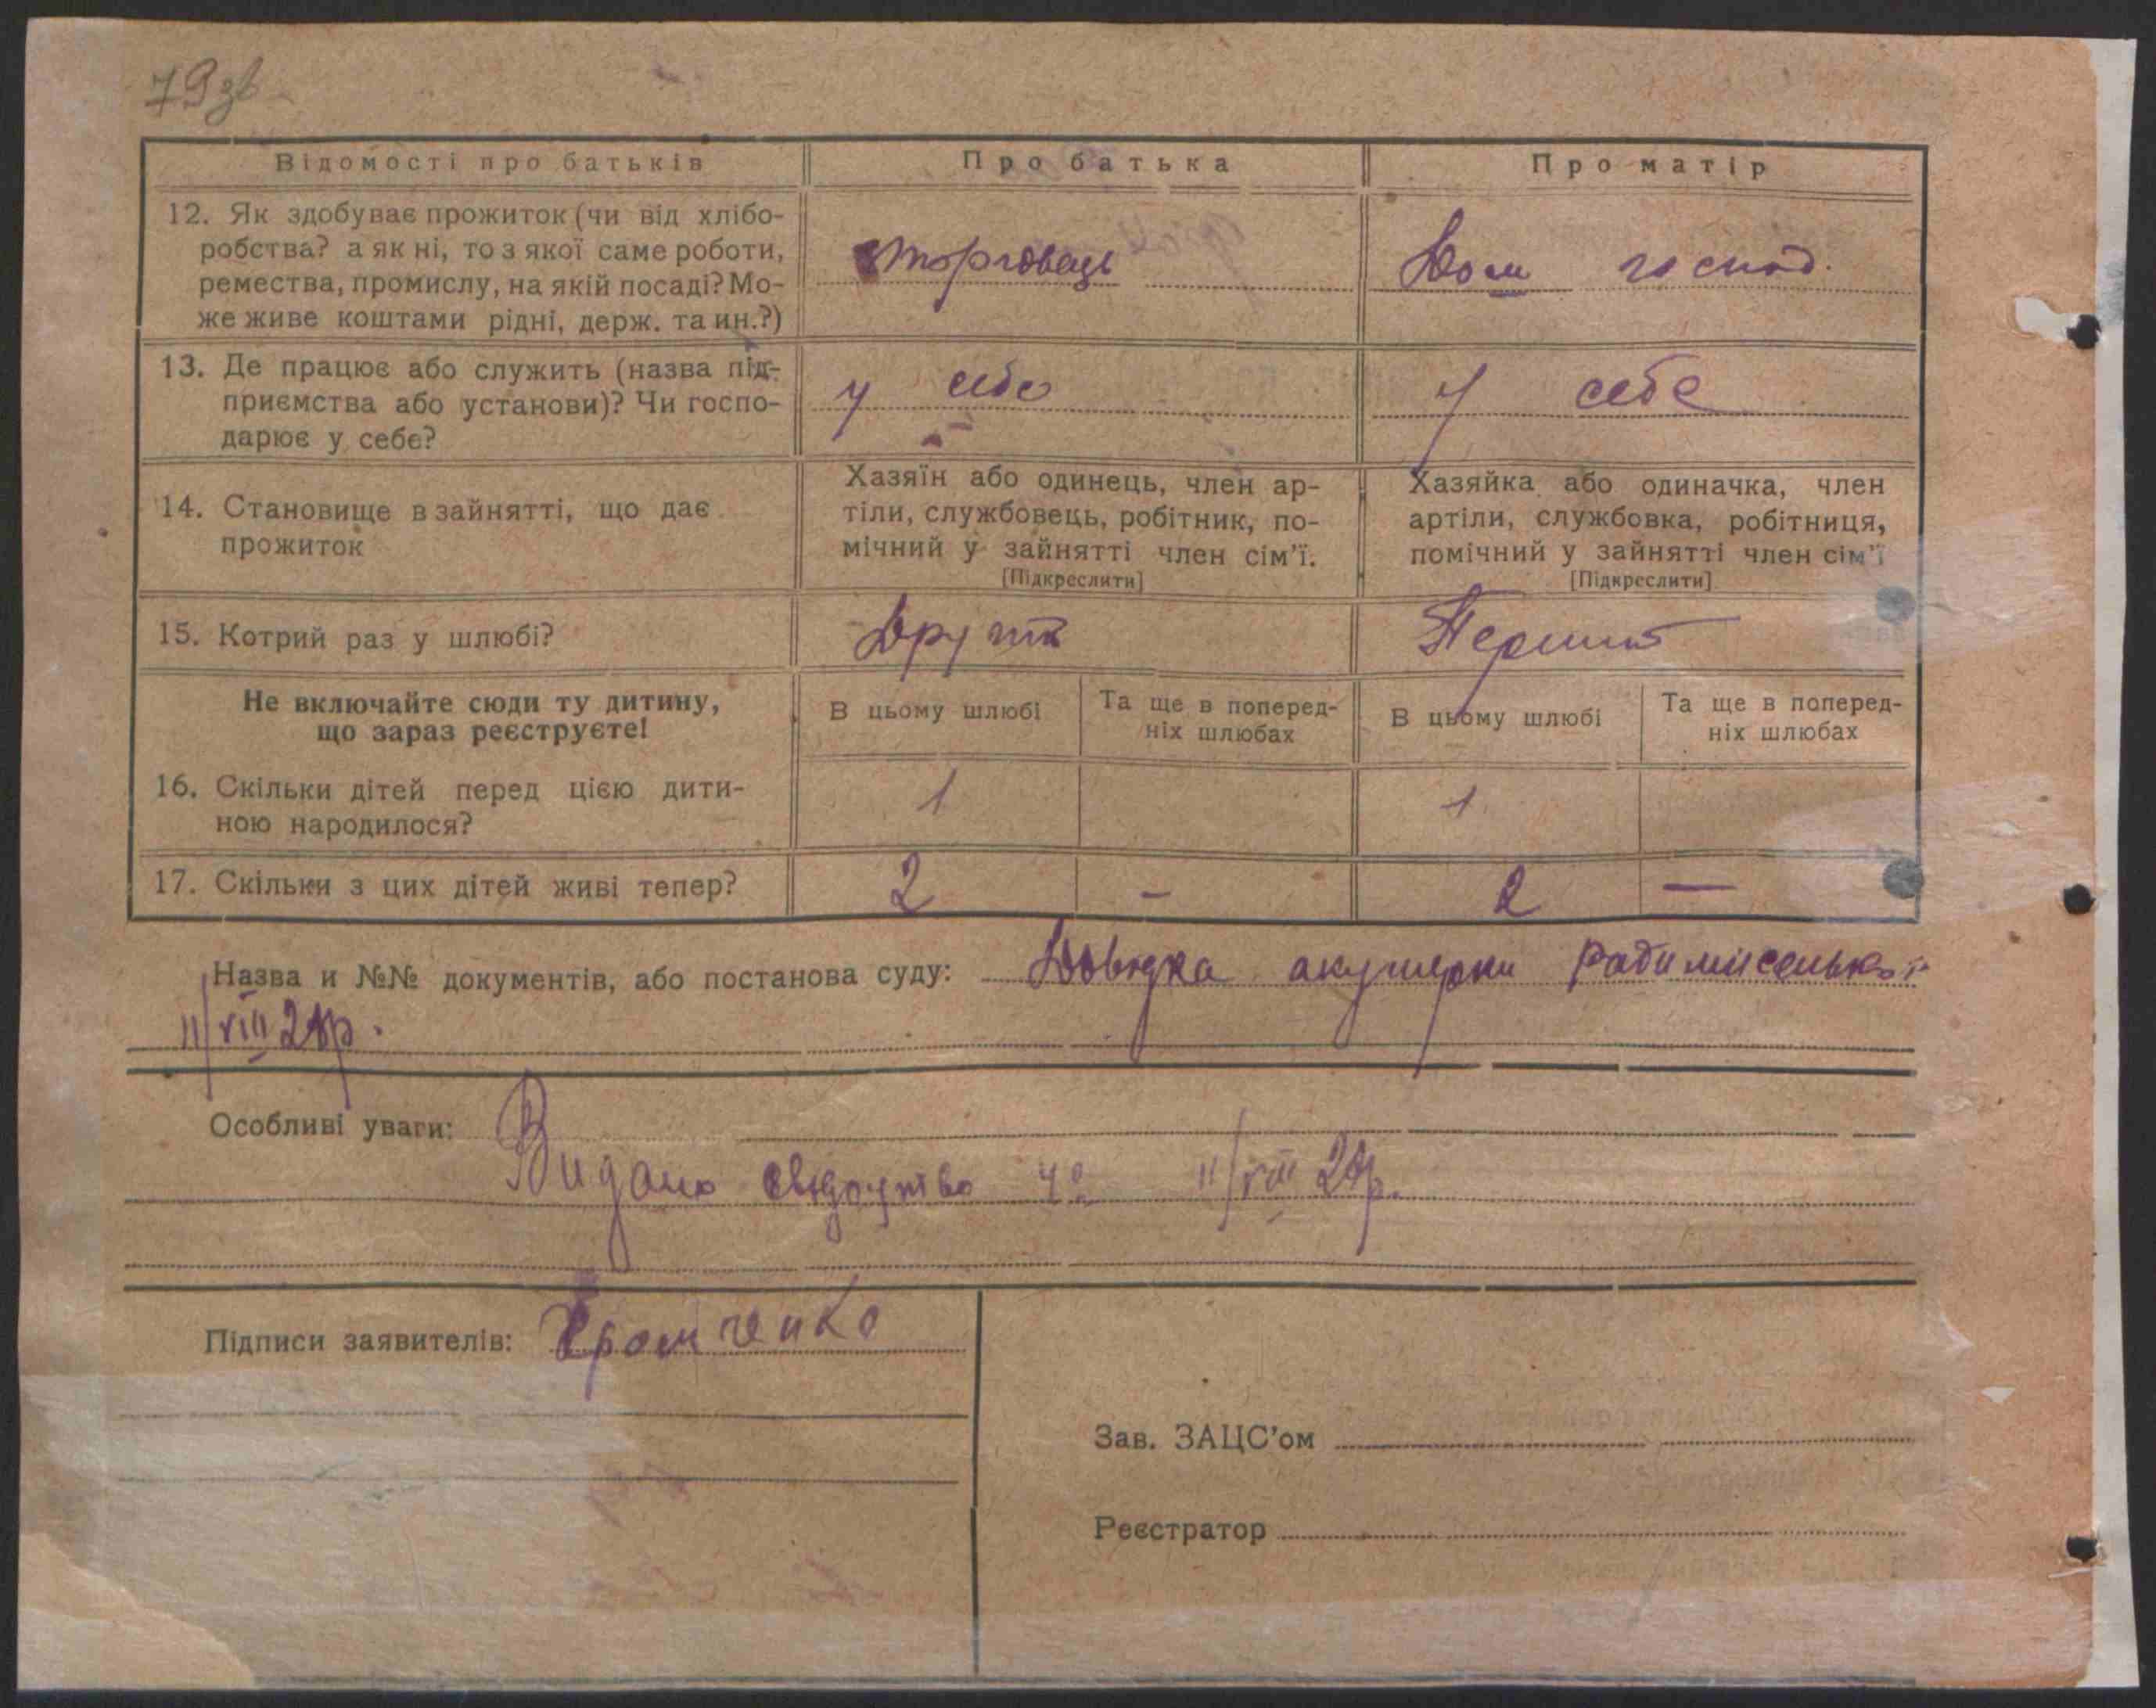 79зв
Відомості про батьків
Про батька
Про матір
12. Як здобуває прожиток (чи від хлібо-
робства? а як ні, то з якої саме роботи,
ремества, промислу, на якій посаді? Мо-
же живе коштами рідні, держ. та ин.?)
торговець
Дом господ.
13. Де працює або служить (назва під-
приємства або установи)? Чи госпо-
дарює у себе?
у себе
у себе
14. Становище в зайнятті, що дає
прожиток
Хазяїн або одинець, член ар-
тіли, службовець, робітник, по-
мічний у зайнятті член сім'ї.
[Підкреслити]
Хазяйка або одиначка, член
артіли, службовка, робітниця,
помічний у зайнятті член сім'ї
[Підкреслити]
15. Котрий раз у шлюбі?
Не включайте сюди ту дитину,
що зараз реєструєте!
В цьому шлюбі
Та ще в поперед-
ніх шлюбах
В цьому шлюбі
Та ще в поперед-
ніх шлюбах
16. Скільки дітей перед цією дити-
ною народилося?
1
1
17. Скільки з цих дітей живі тепер?
2
-
2
—
Назва и №№ документів, або постанова суду: Довідка акушерки
11/VIII
Особливі уваги:
Видано свідоцтво 11/VIII
Підписи заявителів:
Зав. ЗАЦС'ом
Реєстратор